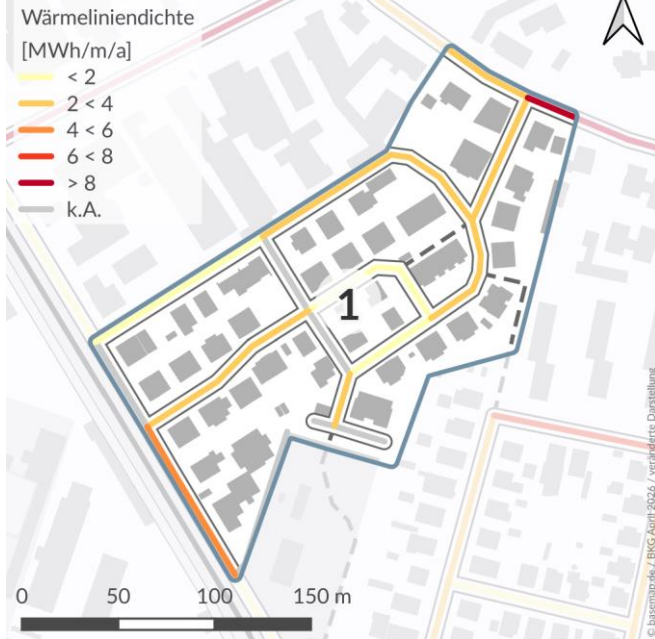 Wärmeliniendichte
[MWh/m/a]
< 2
2 < 4
4 < 6
6 < 8
> 8
k.A.
1
0 50 100 150 m
© basemap.de / BKG April 2026 / veränderte Darstellung